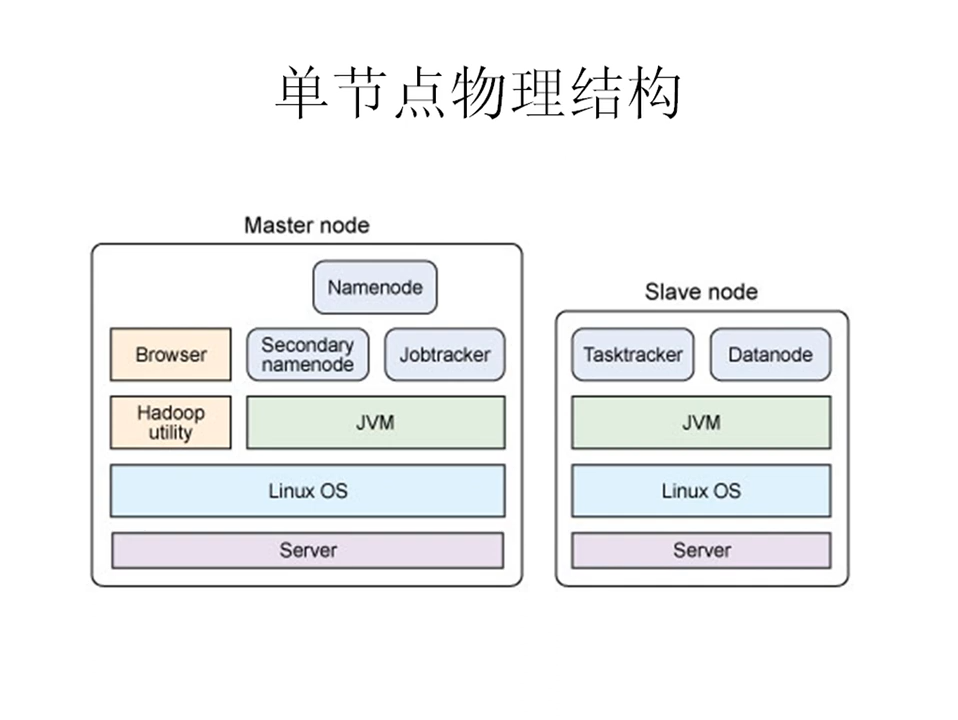 单节点物理结构
Master node
Namenode
Browser
Secondary
namenode
Jobtracker
Hadoop
utility
JVM
Linux OS
Server
Slave node
Tasktracker
Datanode
JVM
Linux OS
Server